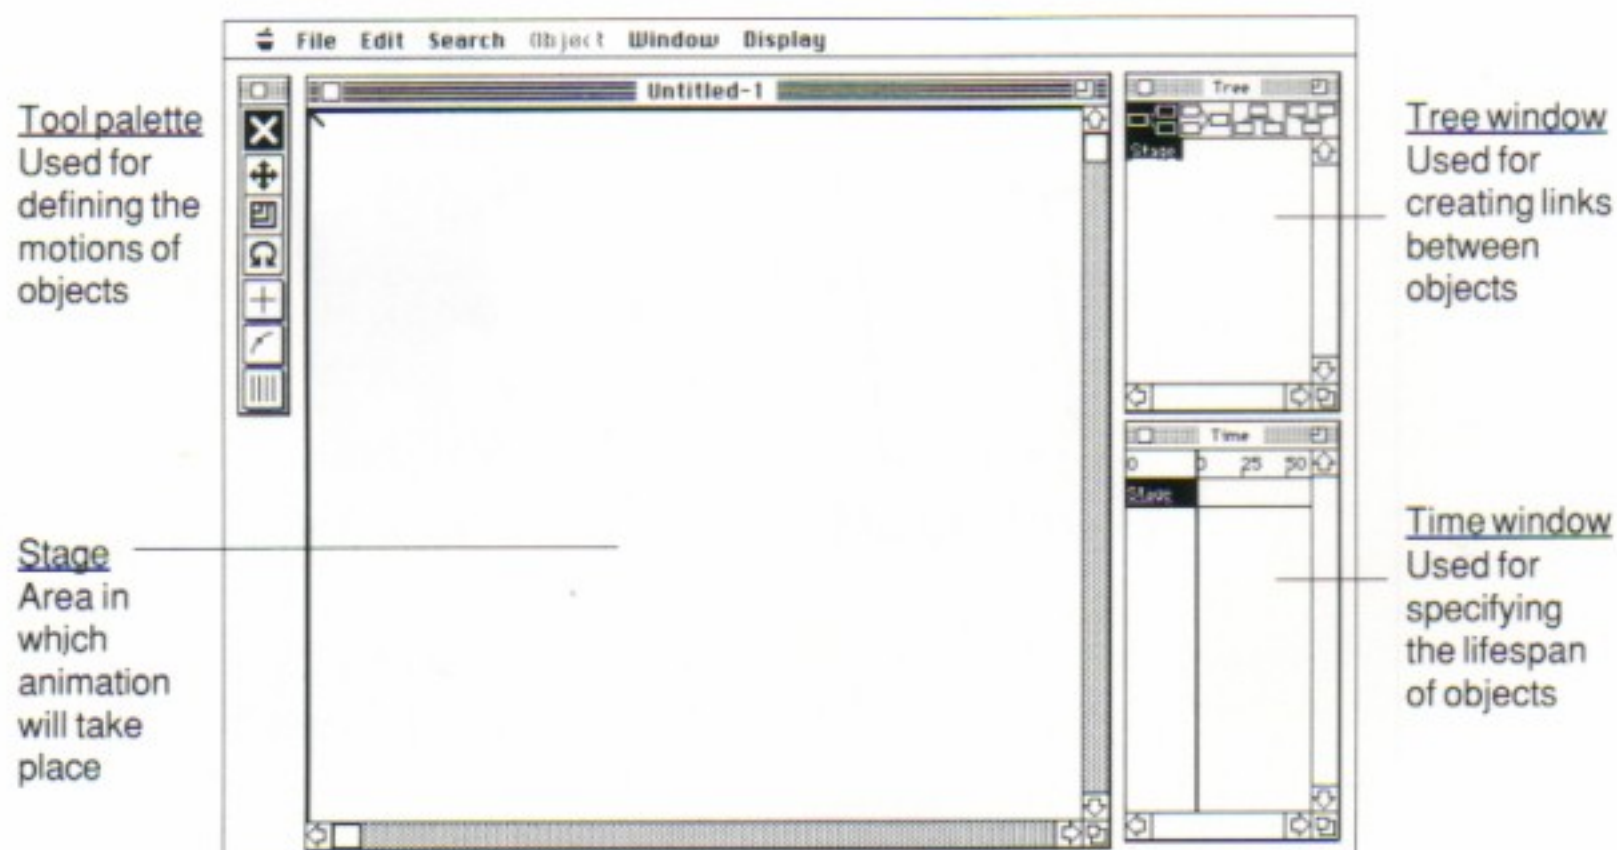 File Edit Search Object Window Display
Untitled-1
Tree
Stage
Time
0 0 25 50
Stage
Tool palette
Used for
defining the
motions of
objects
Stage
Area in
which
animation
will take
place
Tree window
Used for
creating links
between
objects
Time window
Used for
specifying
the lifespan
of objects